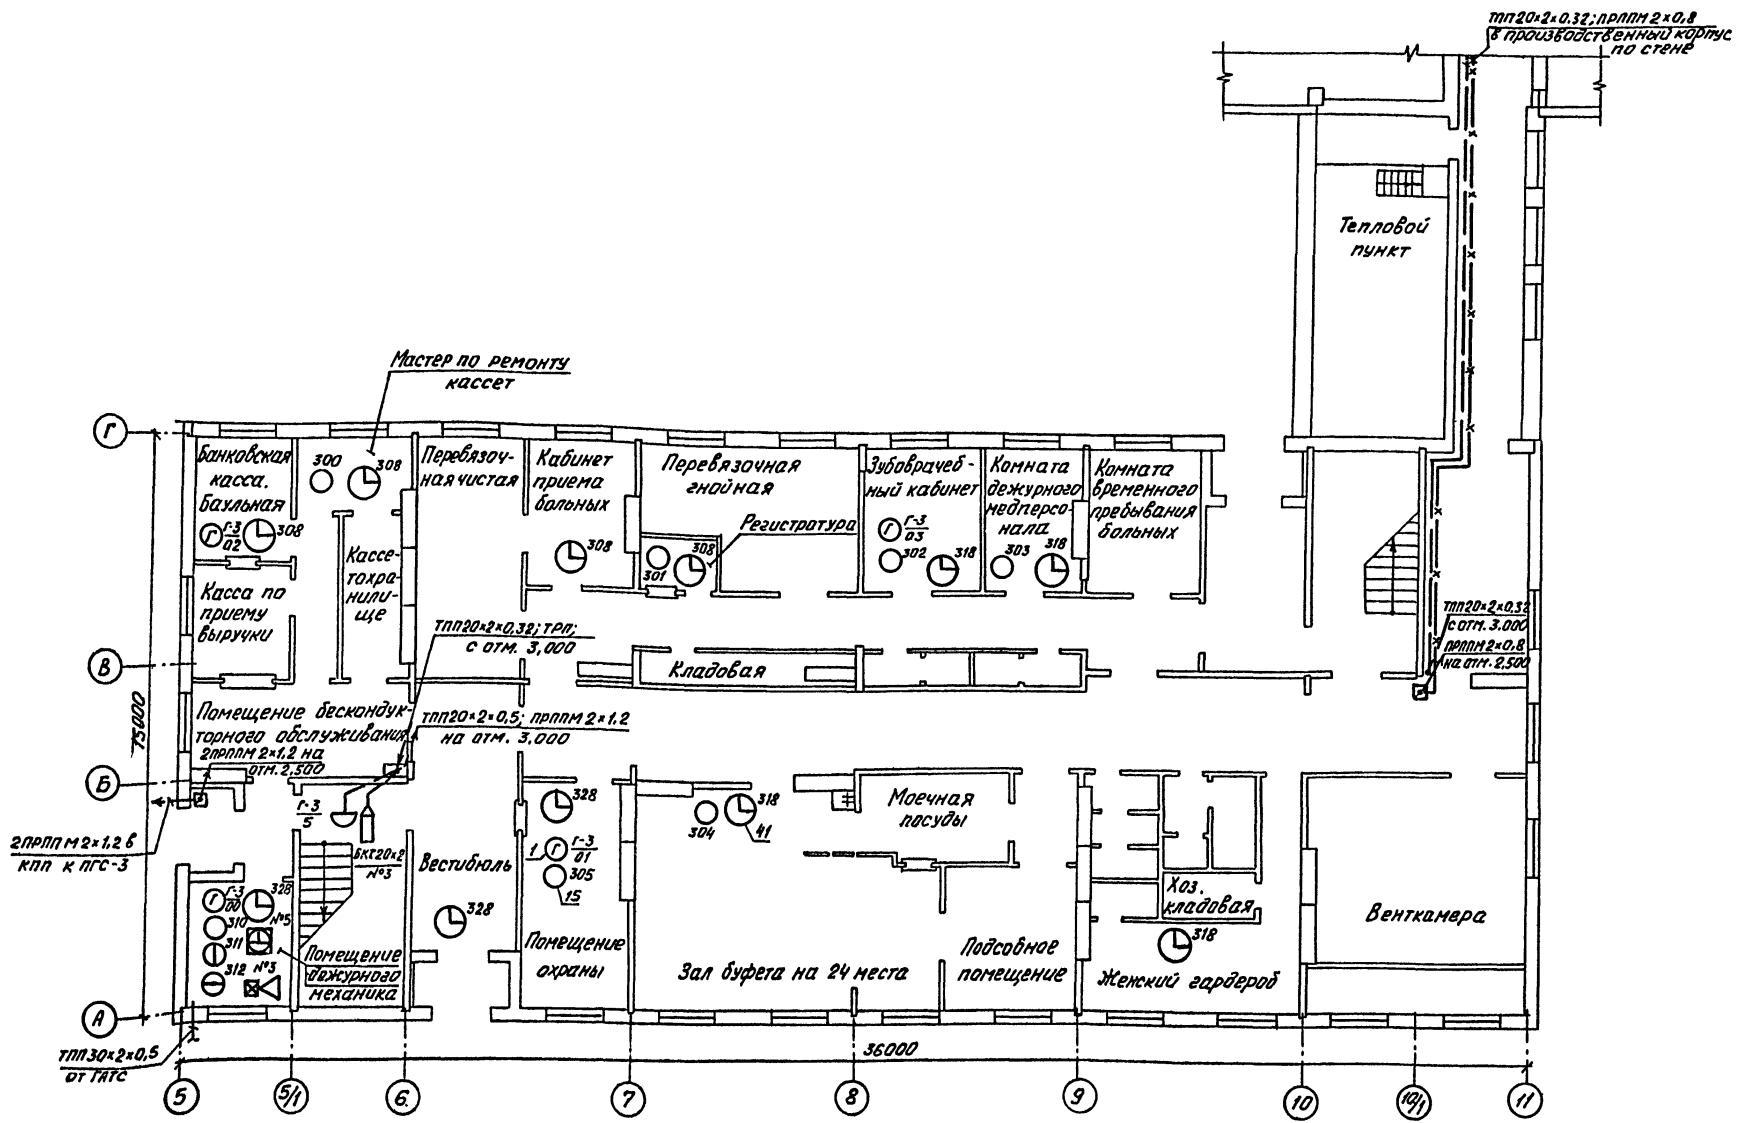 ТПП20×2×0.32; ПРППМ 2×0,8
в производственный корпус
по стене
Тепловой
пункт
Мастер по ремонту
кассет
Г
Банковская
касса.
баульная
Г
Г-3
02
308
300
308
Перевязоч-
ная чистая
Кабинет
приема
больных
308
Перевязочная
гнойная
Регистратура
301
308
Зубоврачеб-
ный кабинет
Г
Г-3
03
302
318
Комната
дежурного
медперсо-
нала
303
318
Комната
временного
пребывания
больных
Касса по
приему
выручки
Кассе-
тохра-
нили-
ще
ТПП20×2×0,32; ТРП;
с отм. 3,000
ТПП20×2×0,32
с отм. 3.000
ПРППМ 2×0,8
на отм. 2,500
В
Кладовая
15000
Помещение бескондук-
торного обслуживания
ТПП20×2×0,5; ПРППМ 2×1.2
на отм. 3,000
2ПРППМ 2×1,2 на
отм. 2,500
Б
Г-3
5
2ПРППМ 2×1.2 в
КПП к ПГС-3
БКТ20×2
№3
Вестибюль
328
328
1
Г
Г-3
01
305
15
Помещение
охраны
304
318
41
Моечная
посуды
Хоз.
кладовая
318
Женский гардероб
Венткамера
Г
Г-3
00
328
310
№5
311
312
№3
Помещение
дежурного
механика
Зал буфета на 24 места
Подсобное
помещение
А
ТПП30×2×0,5
от ГАТС
36000
5
5/1
6.
7
8
9
10
10/1
11